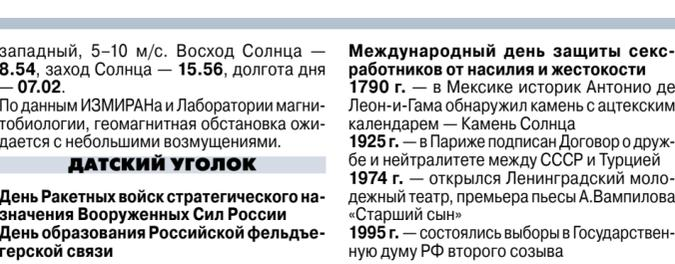 западный, 5–10 м/с. Восход Солнца —
8.54, заход Солнца — 15.56, долгота дня
— 07.02.
По данным ИЗМИРАНа и Лаборатории магни-
тобиологии, геомагнитная обстановка ожи-
дается с небольшими возмущениями.
ДАТСКИЙ УГОЛОК
День Ракетных войск стратегического на-
значения Вооруженных Сил России
День образования Российской фельдъе-
герской связи
Международный день защиты секс-
работников от насилия и жестокости
1790 г. — в Мексике историк Антонио де
Леон-и-Гама обнаружил камень с ацтекским
календарем — Камень Солнца
1925 г. — в Париже подписан Договор о друж-
бе и нейтралитете между СССР и Турцией
1974 г. — открылся Ленинградский моло-
дежный театр, премьера пьесы А.Вампилова
«Старший сын»
1995 г. — состоялись выборы в Государствен-
ную думу РФ второго созыва